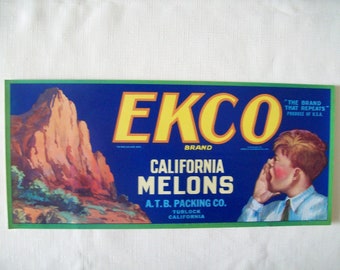 EKCO
BRAND
"THE BRAND
THAT REPEATS"
PRODUCE OF U.S.A.
CALIFORNIA
MELONS
A.T.B. PACKING CO.
TURLOCK
CALIFORNIA